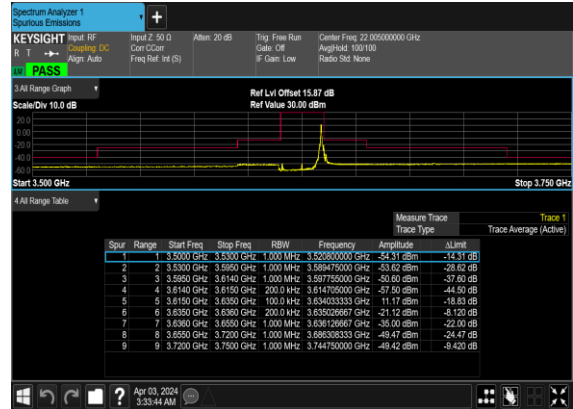 Spectrum Analyzer 1
Spurious Emissions
KEYSIGHT Input: RF Input Z: 50 Ω Atten: 20 dB Trig: Free Run Center Freq: 22.005000000 GHz
R T Coupling: DC Corr CCorr Gate: Off Avg|Hold: 100/100
Align: Auto Freq Ref: Int (S) IF Gain: Low Radio Std: None
PASS
3.All Range Graph
Ref Lvl Offset 15.87 dB
Scale/Div 10.0 dB Ref Value 30.00 dBm
20.0
0.00
-20.0
-40.0
-60.0
Start 3.500 GHz Stop 3.750 GHz
4.All Range Table
Measure Trace Trace 1
Trace Type Trace Average (Active)
Spur Range Start Freq Stop Freq RBW Frequency Amplitude ΔLimit
1 1 3.5000 GHz 3.5300 GHz 1.000 MHz 3.520800000 GHz -54.31 dBm -14.31 dB
2 2 3.5300 GHz 3.5950 GHz 1.000 MHz 3.589475000 GHz -53.62 dBm -28.62 dB
3 3 3.5950 GHz 3.6140 GHz 1.000 MHz 3.597755000 GHz -50.60 dBm -37.60 dB
4 4 3.6140 GHz 3.6150 GHz 200.0 kHz 3.614705000 GHz -57.50 dBm -44.50 dB
5 5 3.6150 GHz 3.6350 GHz 100.0 kHz 3.634033333 GHz 11.17 dBm -18.83 dB
6 6 3.6350 GHz 3.6360 GHz 200.0 kHz 3.635026667 GHz -21.12 dBm -8.120 dB
7 7 3.6360 GHz 3.6550 GHz 1.000 MHz 3.636126667 GHz -35.00 dBm -22.00 dB
8 8 3.6550 GHz 3.7200 GHz 1.000 MHz 3.686308333 GHz -49.47 dBm -24.47 dB
9 9 3.7200 GHz 3.7500 GHz 1.000 MHz 3.744750000 GHz -49.42 dBm -9.420 dB
? Apr 03, 2024
3:33:44 AM